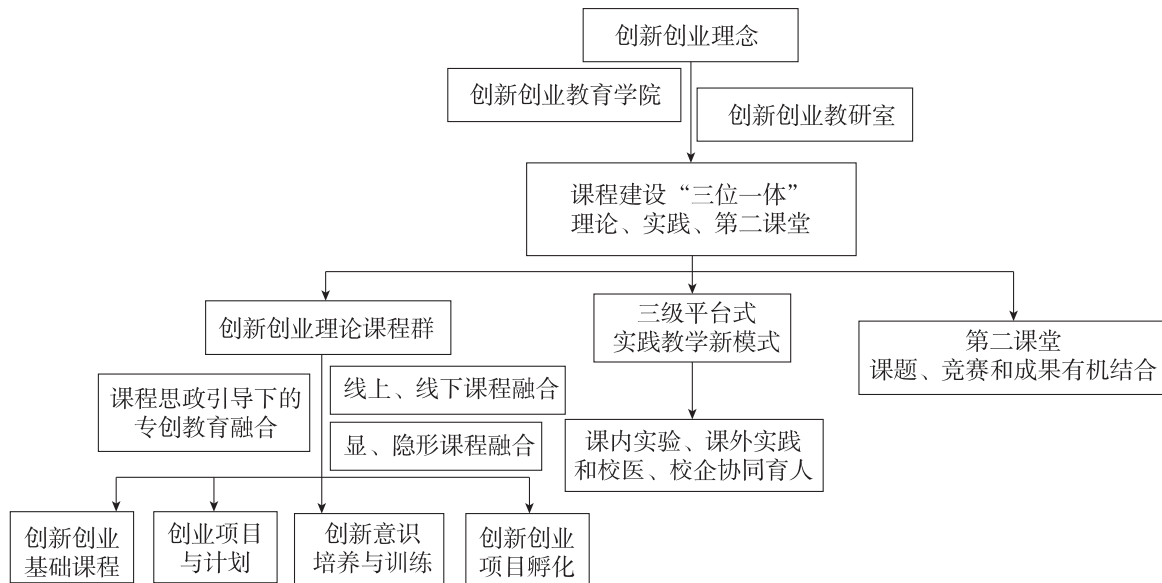 创新创业理念
创新创业教育学院
创新创业教研室
课程建设“三位一体”
理论、实践、第二课堂
创新创业理论课程群
三级平台式
实践教学新模式
第二课堂
课题、竞赛和成果有机结合
课程思政引导下的
专创教育融合
线上、线下课程融合
显、隐形课程融合
课内实验、课外实践
和校医、校企协同育人
创新创业
基础课程
创业项目
与计划
创新意识
培养与训练
创新创业
项目孵化